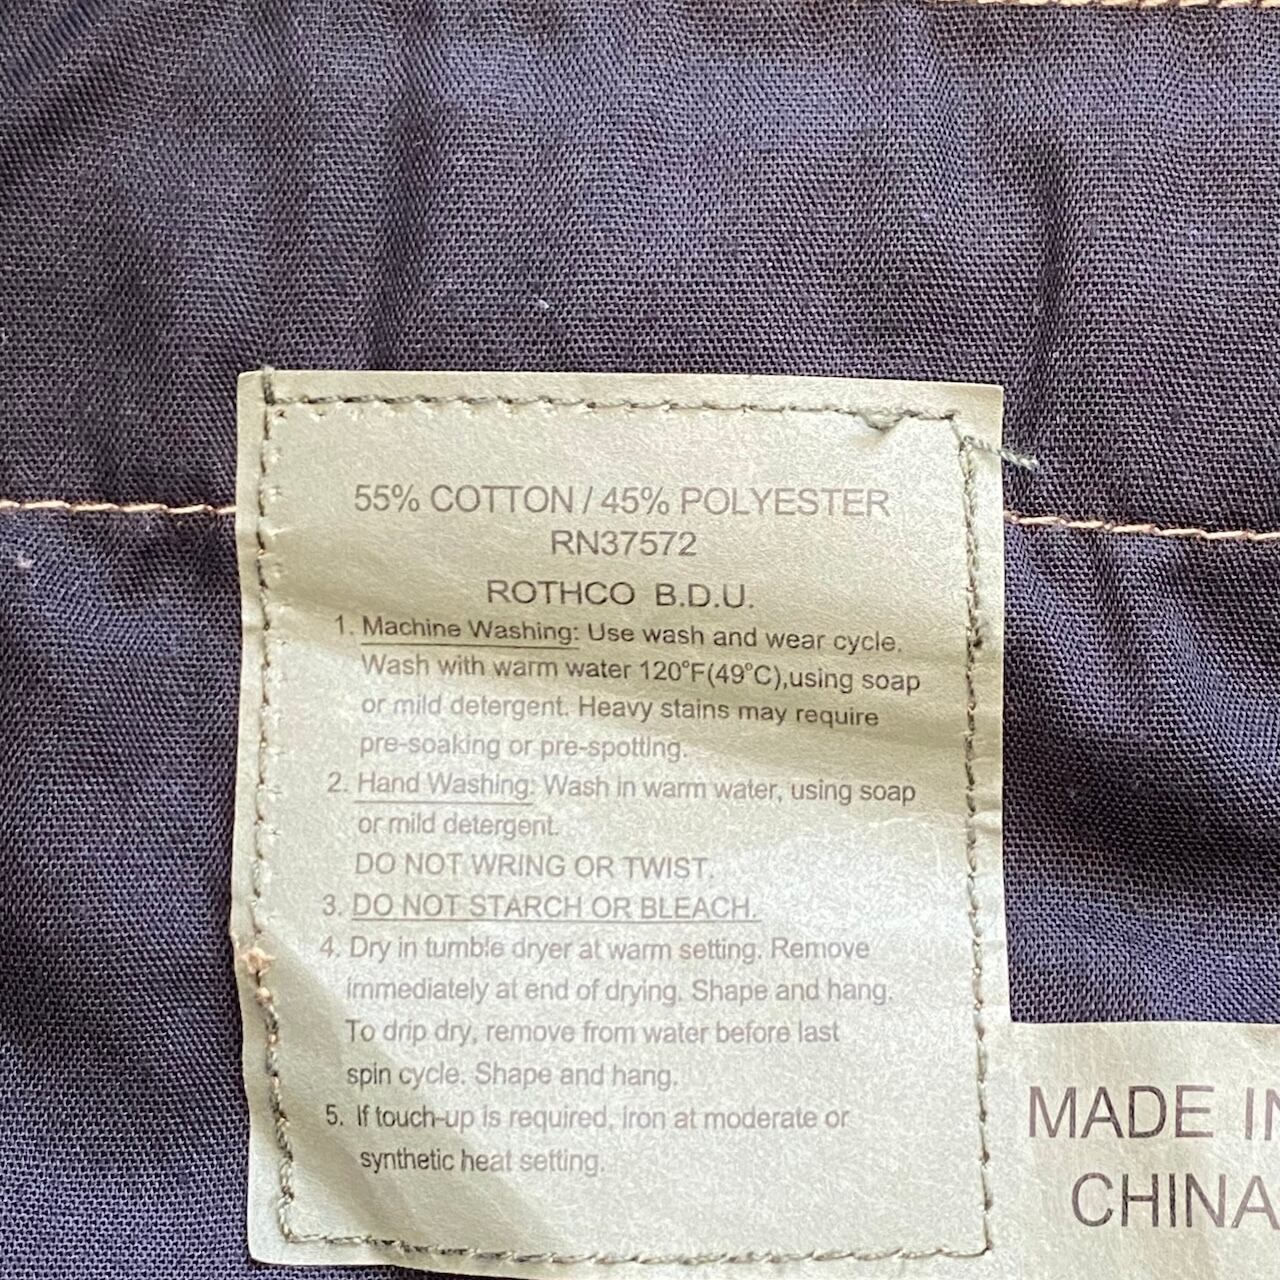 55% COTTON / 45% POLYESTER
RN37572
ROTHCO B.D.U.
1. Machine Washing: Use wash and wear cycle.
Wash with warm water 120°F(49°C),using soap
or mild detergent. Heavy stains may require
pre-soaking or pre-spotting.
2. Hand Washing: Wash in warm water, using soap
or mild detergent.
DO NOT WRING OR TWIST.
3. DO NOT STARCH OR BLEACH.
4. Dry in tumble dryer at warm setting. Remove
immediately at end of drying. Shape and hang.
To drip dry, remove from water before last
spin cycle. Shape and hang.
5. If touch-up is required, iron at moderate or
synthetic heat setting.
MADE IN
CHINA